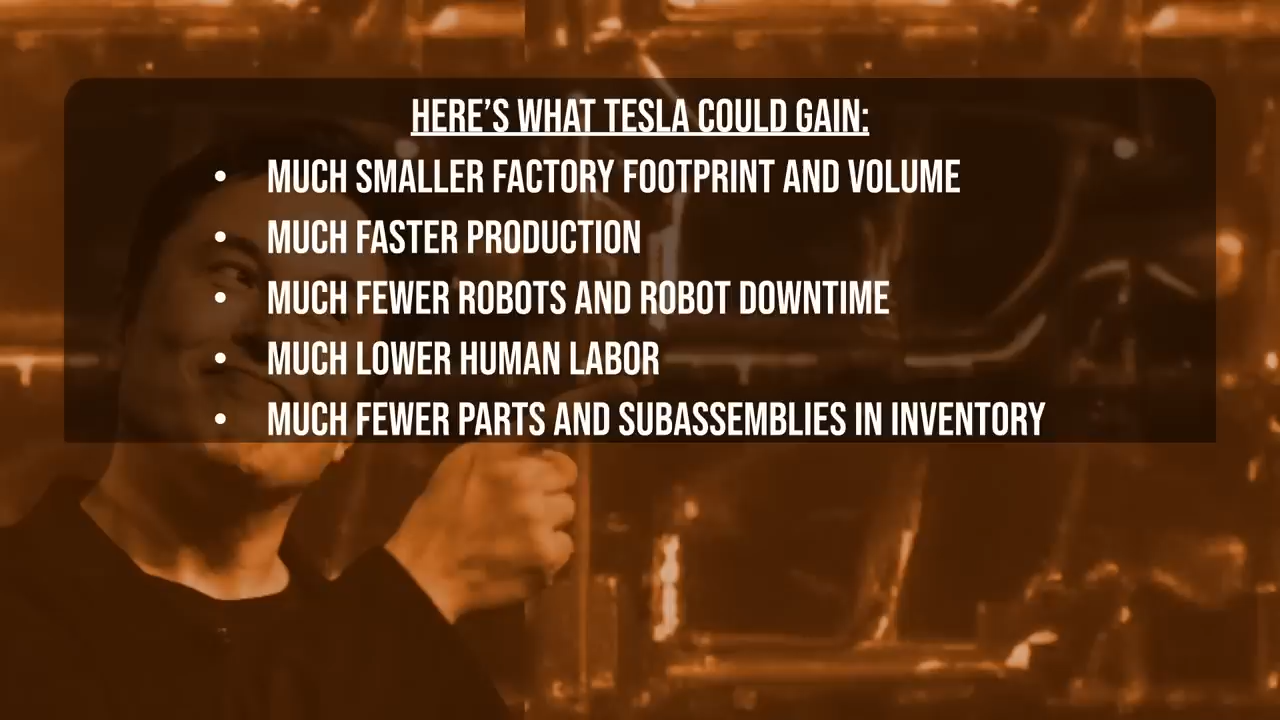 HERE’S WHAT TESLA COULD GAIN:
• MUCH SMALLER FACTORY FOOTPRINT AND VOLUME
• MUCH FASTER PRODUCTION
• MUCH FEWER ROBOTS AND ROBOT DOWNTIME
• MUCH LOWER HUMAN LABOR
• MUCH FEWER PARTS AND SUBASSEMBLIES IN INVENTORY